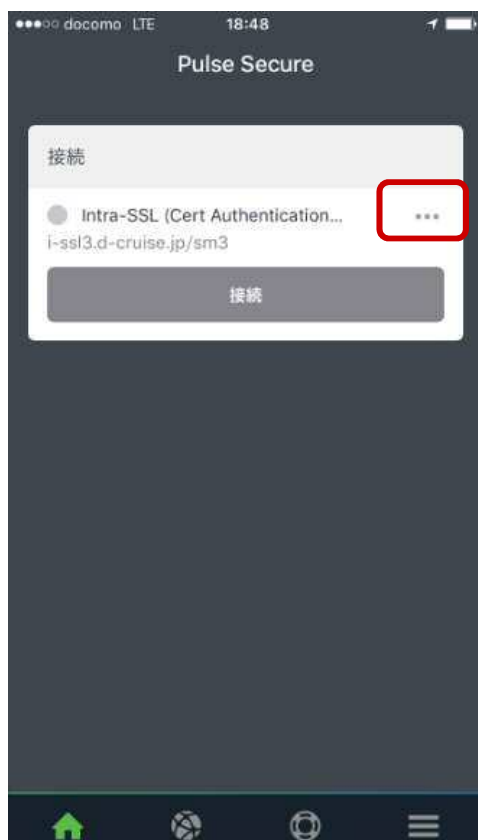 docomo LTE 18:48
Pulse Secure
接続
Intra-SSL (Cert Authentication...
i-ssl3.d-cruise.jp/sm3
接続